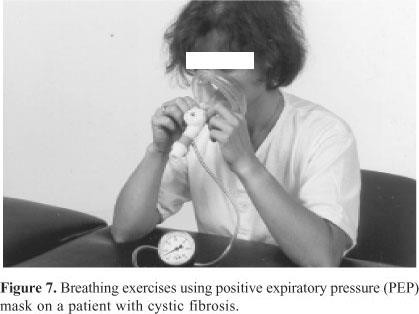 Figure 7. Breathing exercises using positive expiratory pressure (PEP)
mask on a patient with cystic fibrosis.